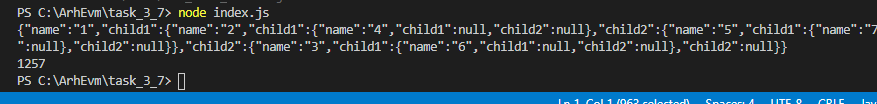 PS C:\ArhEvm\task_3_7> node index.js
{"name":"1","child1":{"name":"2","child1":{"name":"4","child1":null,"child2":null},"child2":{"name":"5","child1":{"name":"7
":null},"child2":null}},"child2":{"name":"3","child1":{"name":"6","child1":null,"child2":null},"child2":null}}
1257
PS C:\ArhEvm\task_3_7>
Ln 1, Col 1 (963 selected) Spaces: 4 UTF-8 CRLF Jav